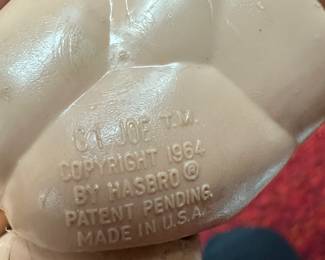 G.I. JOE T.M.
COPYRIGHT 1964
BY HASBRO ®
PATENT PENDING
MADE IN U.S.A.